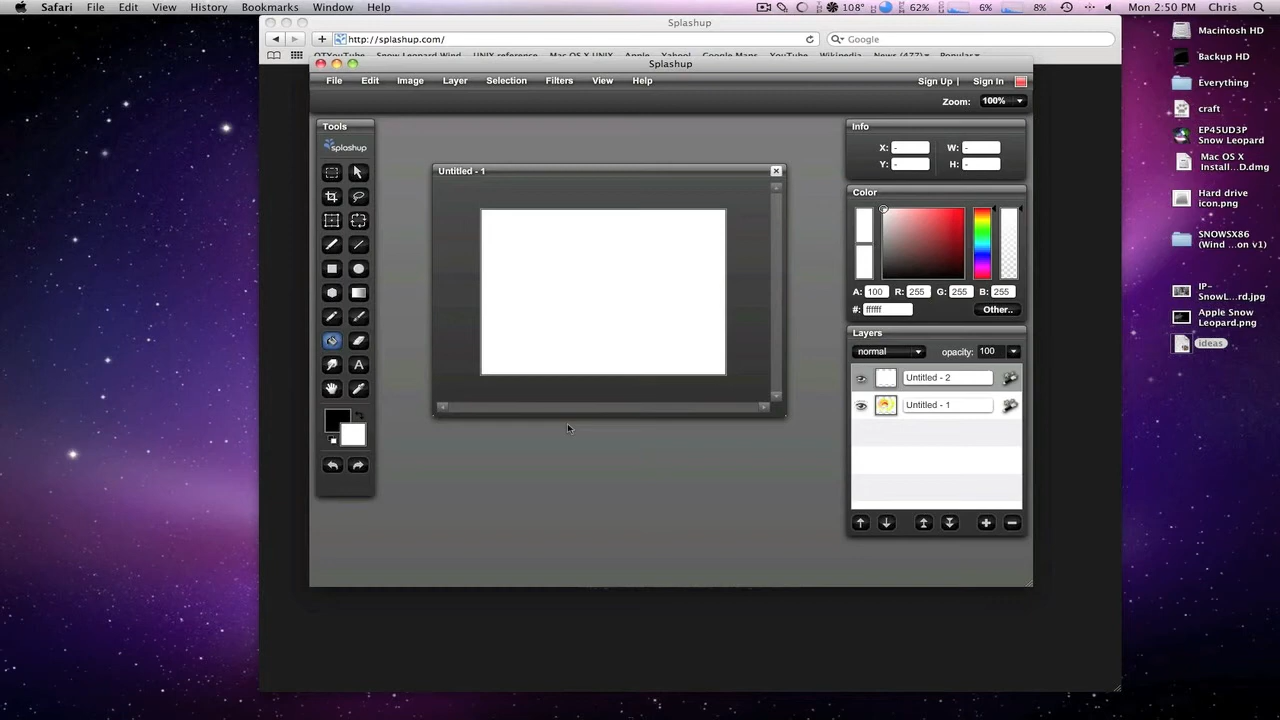 Safari File Edit View History Bookmarks Window Help 108° 62% 6% 8% Mon 2:50 PM Chris
Splashup
http://splashup.com/ Google
Splashup
File Edit Image Layer Selection Filters View Help Sign Up | Sign In
Zoom: 100%
Tools
splashup
Untitled - 1
A
Info
X: - W: -
Y: - H: -
Color
A: 100 R: 255 G: 255 B: 255
#: ffffff Other..
Layers
normal opacity: 100
Untitled - 2
Untitled - 1
Macintosh HD
Backup HD
Everything
craft
EP45UD3P
Snow Leopard
Mac OS X
Install...D.dmg
Hard drive
icon.png
SNOWSX86
(Wind ...on v1)
IP-
SnowL...rd.jpg
Apple Snow
Leopard.png
ideas